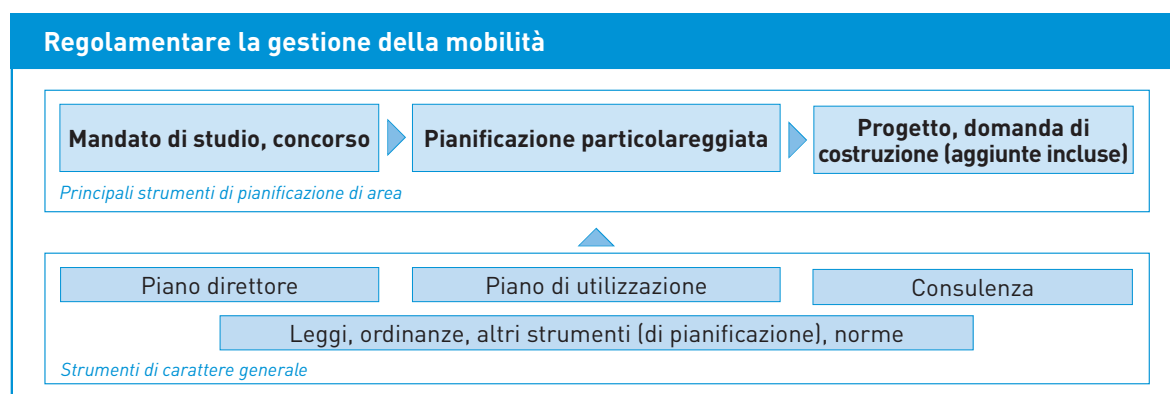 Regolamentare la gestione della mobilità
Mandato di studio, concorso
Pianificazione particolareggiata
Progetto, domanda di
costruzione (aggiunte incluse)
Principali strumenti di pianificazione di area
Piano direttore
Piano di utilizzazione
Consulenza
Leggi, ordinanze, altri strumenti (di pianificazione), norme
Strumenti di carattere generale